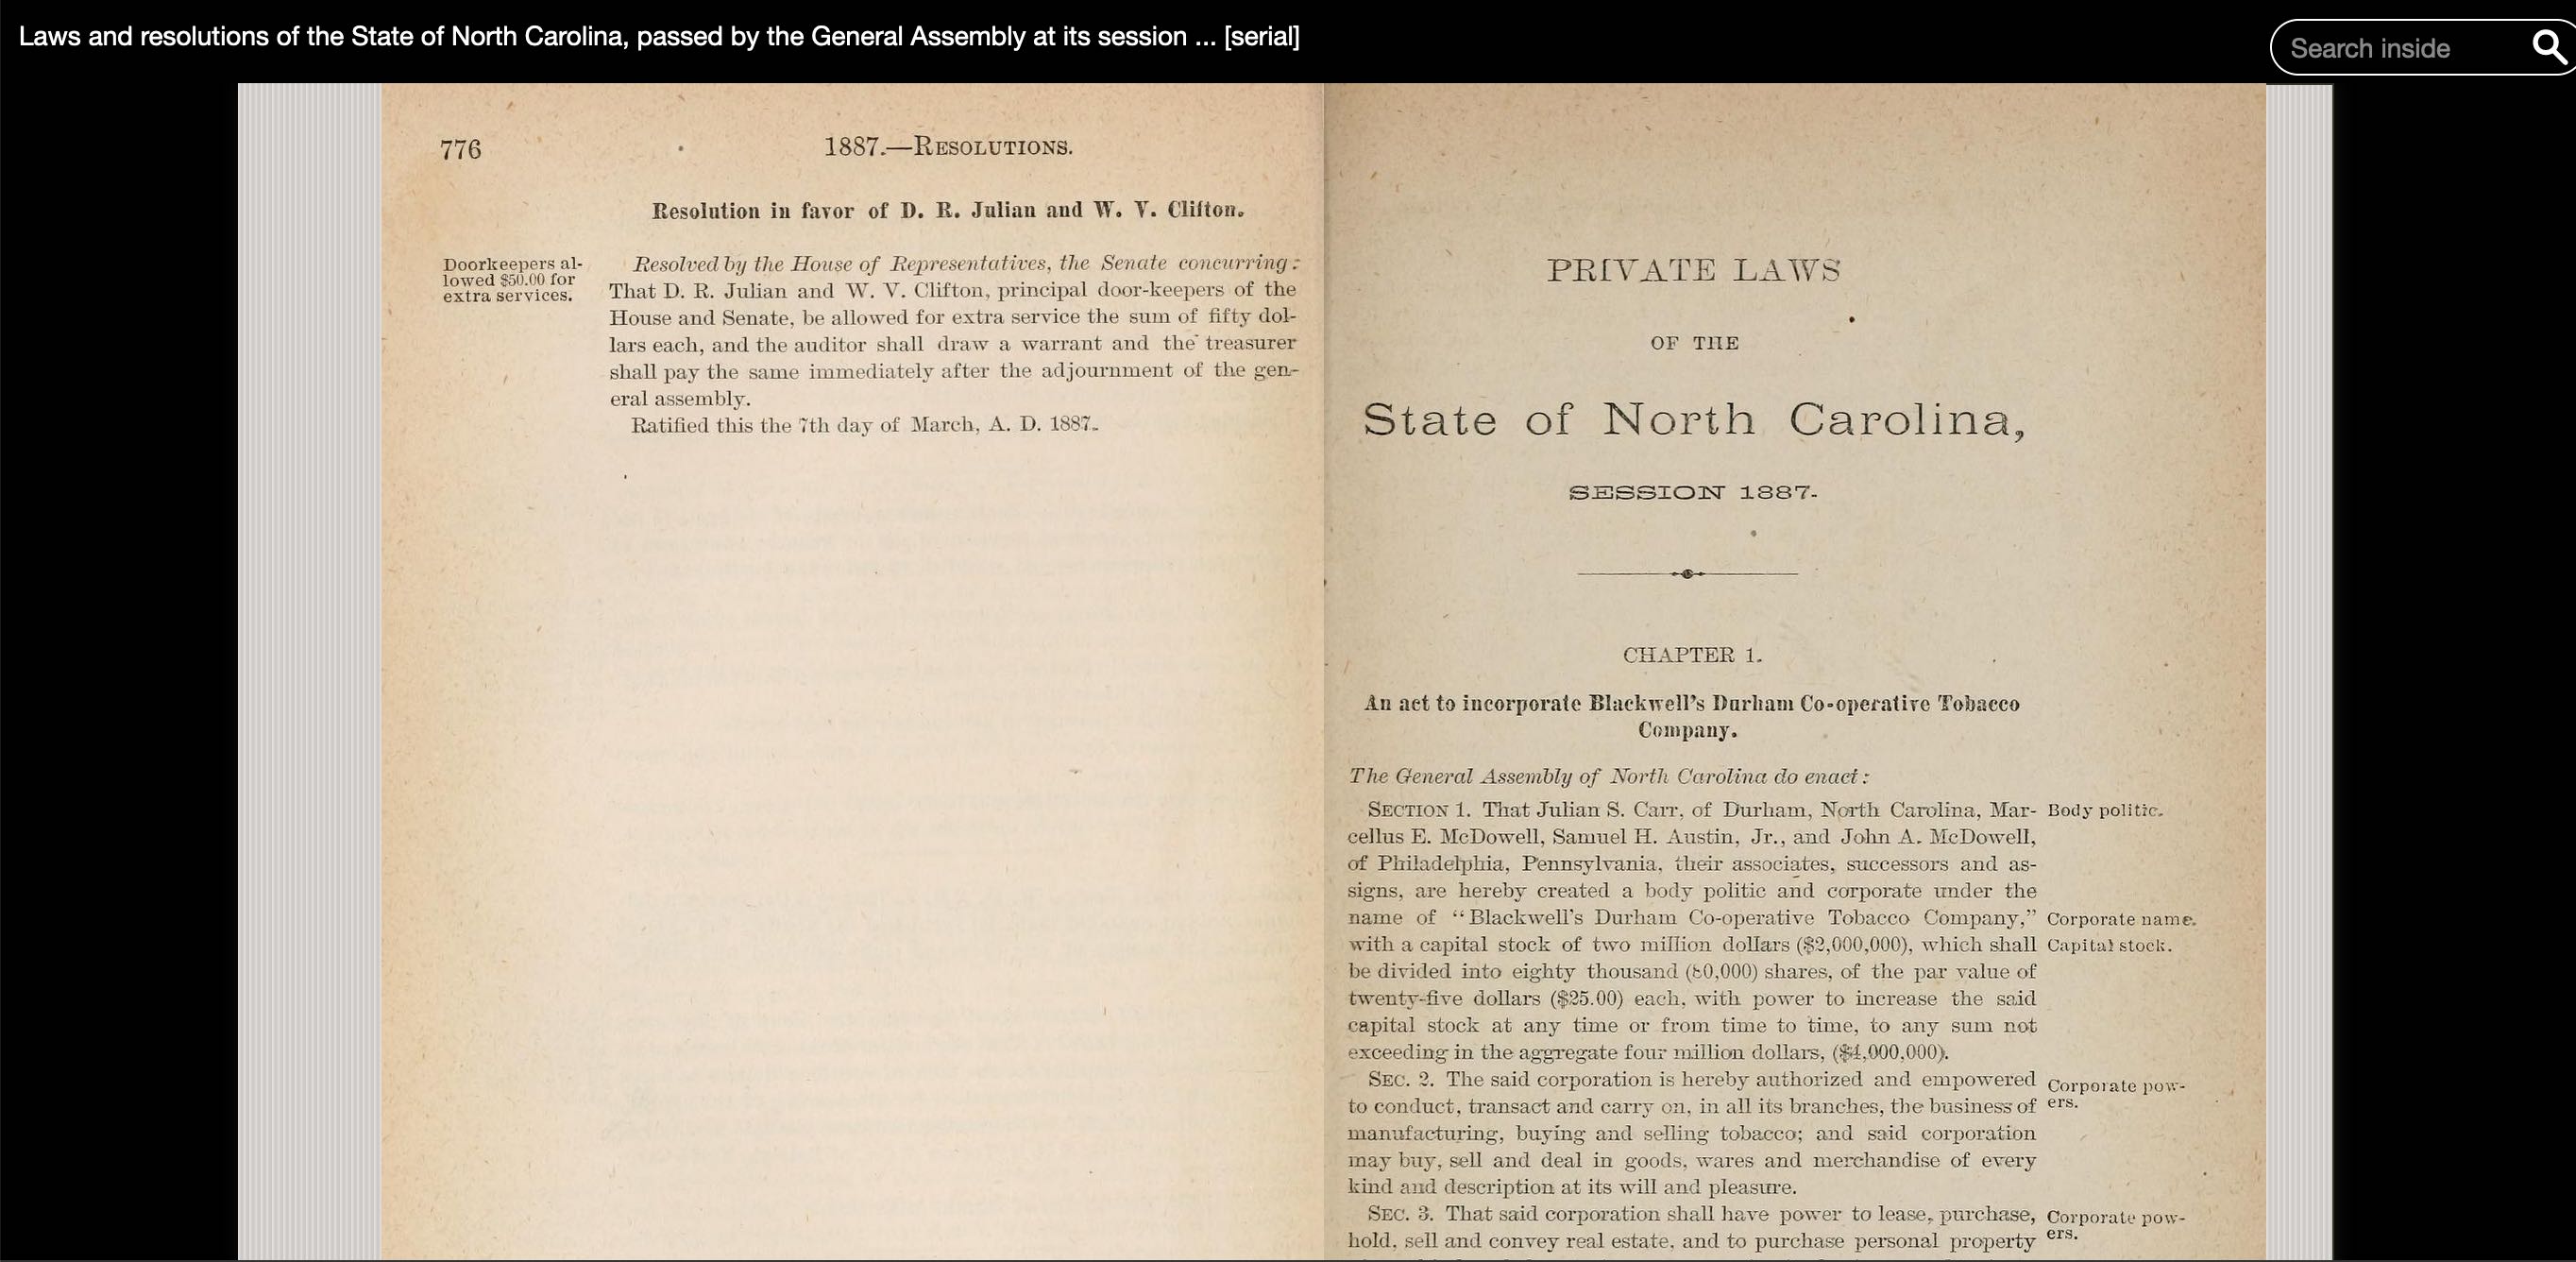 Laws and resolutions of the State of North Carolina, passed by the General Assembly at its session ... [serial]
Search inside
776
1887.—RESOLUTIONS.
Resolution in favor of D. R. Julian and W. V. Clifton.
Doorkeepers al-
lowed $50.00 for
extra services.
Resolved by the House of Representatives, the Senate concurring:
That D. R. Julian and W. V. Clifton, principal door-keepers of the
House and Senate, be allowed for extra service the sum of fifty dol-
lars each, and the auditor shall draw a warrant and the treasurer
shall pay the same immediately after the adjournment of the gen-
eral assembly.
Ratified this the 7th day of March, A. D. 1887.
PRIVATE LAWS
OF THE
State of North Carolina,
SESSION 1887.
CHAPTER 1.
An act to incorporate Blackwell's Durham Co-operative Tobacco
Company.
The General Assembly of North Carolina do enact:
SECTION 1. That Julian S. Carr, of Durham, North Carolina, Mar-
Body politic.
cellus E. McDowell, Samuel H. Austin, Jr., and John A. McDowell,
of Philadelphia, Pennsylvania, their associates, successors and as-
signs, are hereby created a body politic and corporate under the
name of "Blackwell's Durham Co-operative Tobacco Company,"
Corporate name.
with a capital stock of two million dollars ($2,000,000), which shall
Capital stock.
be divided into eighty thousand (80,000) shares, of the par value of
twenty-five dollars ($25.00) each, with power to increase the said
capital stock at any time or from time to time, to any sum not
exceeding in the aggregate four million dollars, ($4,000,000).
SEC. 2. The said corporation is hereby authorized and empowered
Corporate pow-
to conduct, transact and carry on, in all its branches, the business of
ers.
manufacturing, buying and selling tobacco; and said corporation
may buy, sell and deal in goods, wares and merchandise of every
kind and description at its will and pleasure.
SEC. 3. That said corporation shall have power to lease, purchase,
Corporate pow-
hold, sell and convey real estate, and to purchase personal property
ers.